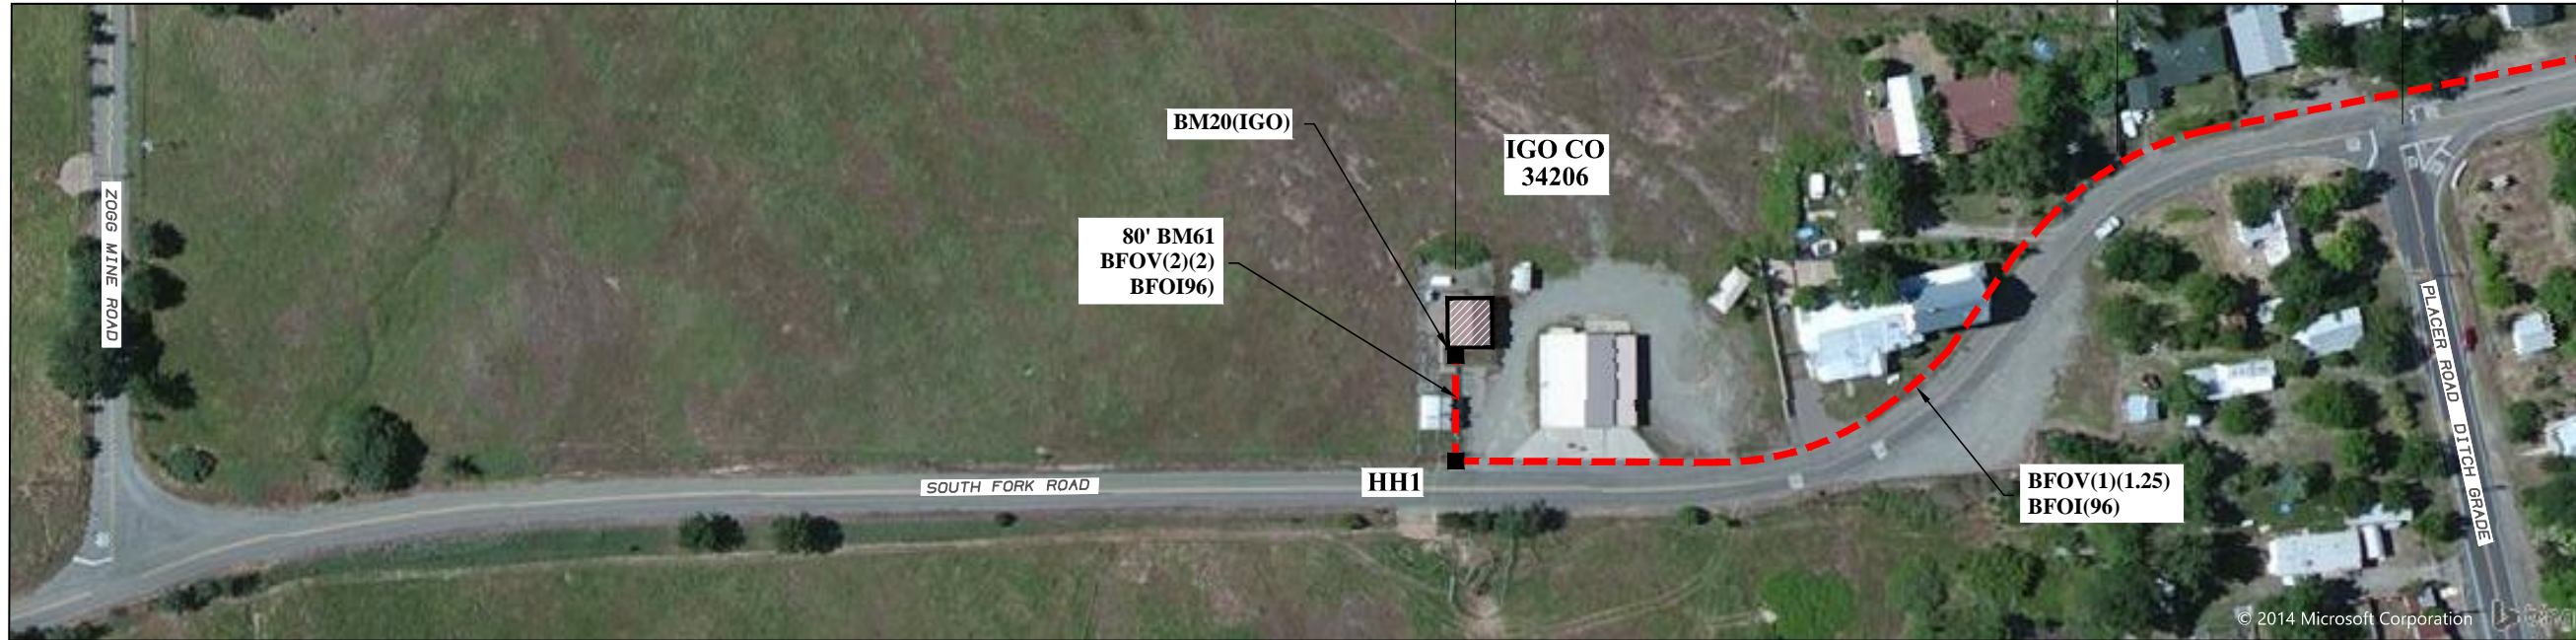 BM20(IGO)
IGO CO
34206
80' BM61
BFOV(2)(2)
BFOI96)
ZOGG MINE ROAD
SOUTH FORK ROAD
HH1
BFOV(1)(1.25)
BFOI(96)
PLACER ROAD DITCH GRADE
© 2014 Microsoft Corporation